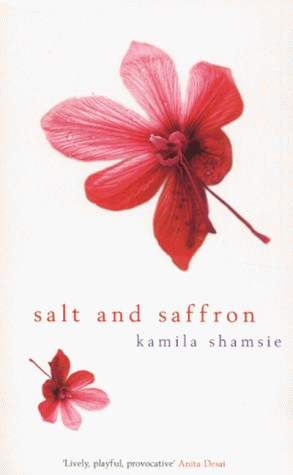 salt and saffron
kamila shamsie
'Lively, playful, provocative' Anita Desai